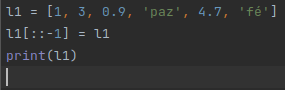 l1 = [1, 3, 0.9, 'paz', 4.7, 'fé']
l1[::-1] = l1
print(l1)